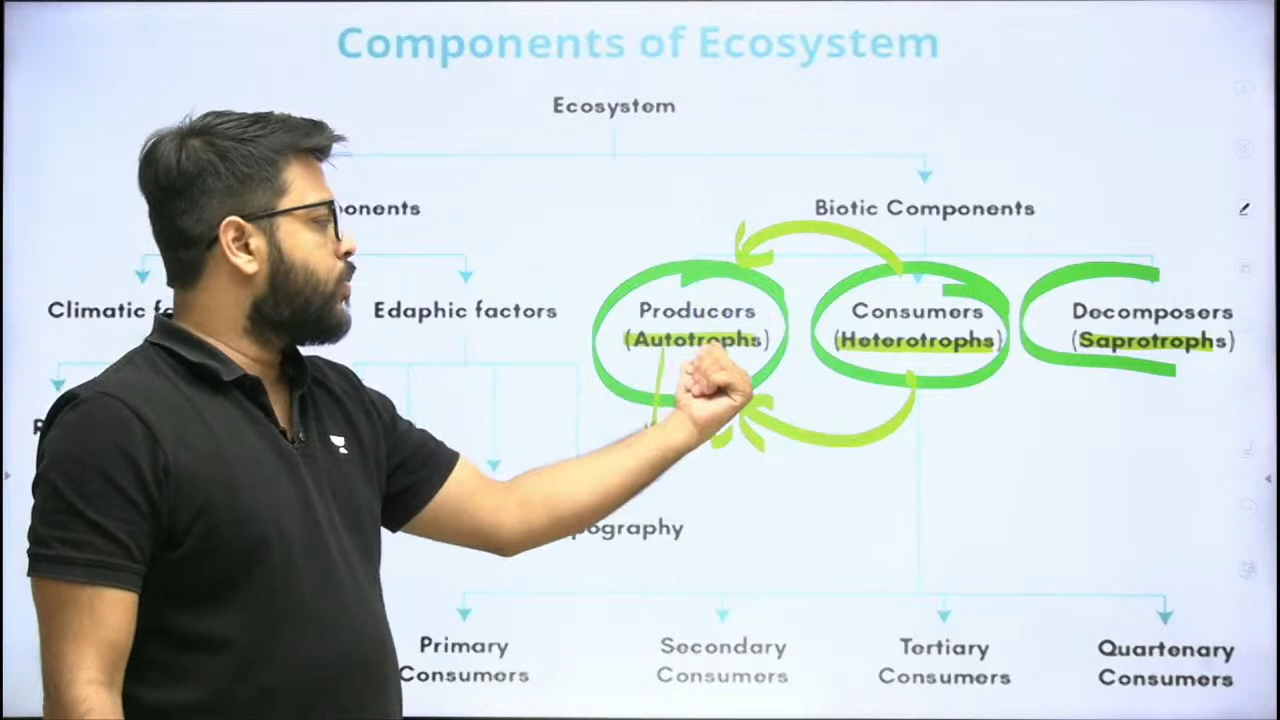 Components of Ecosystem
Ecosystem
Biotic Components
Climatic
Edaphic factors
Producers
(Autotrophs)
Consumers
(Heterotrophs)
Decomposers
(Saprotrophs)
Primary
Consumers
Secondary
Consumers
Tertiary
Consumers
Quartenary
Consumers